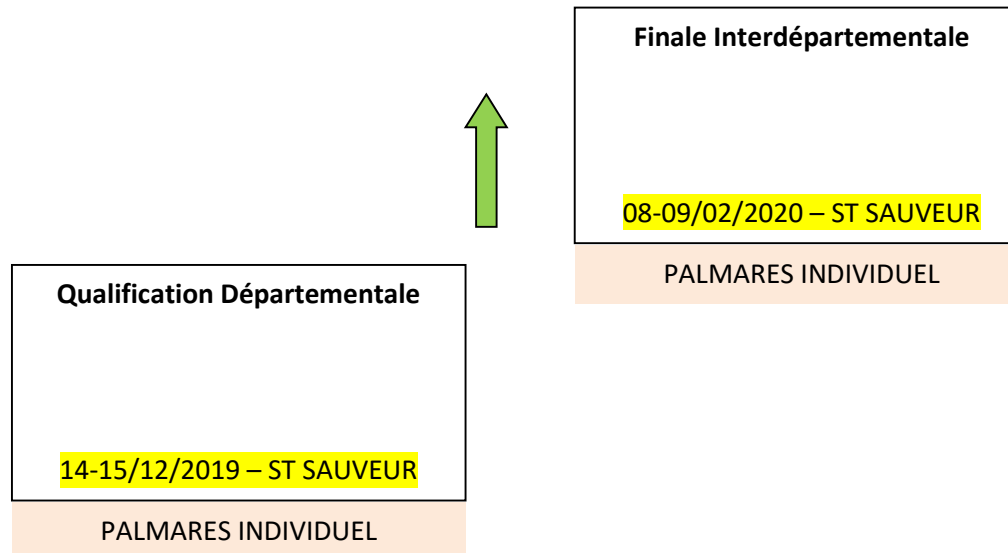 Finale Interdépartementale
08-09/02/2020 – ST SAUVEUR
PALMARES INDIVIDUEL
Qualification Départementale
14-15/12/2019 – ST SAUVEUR
PALMARES INDIVIDUEL